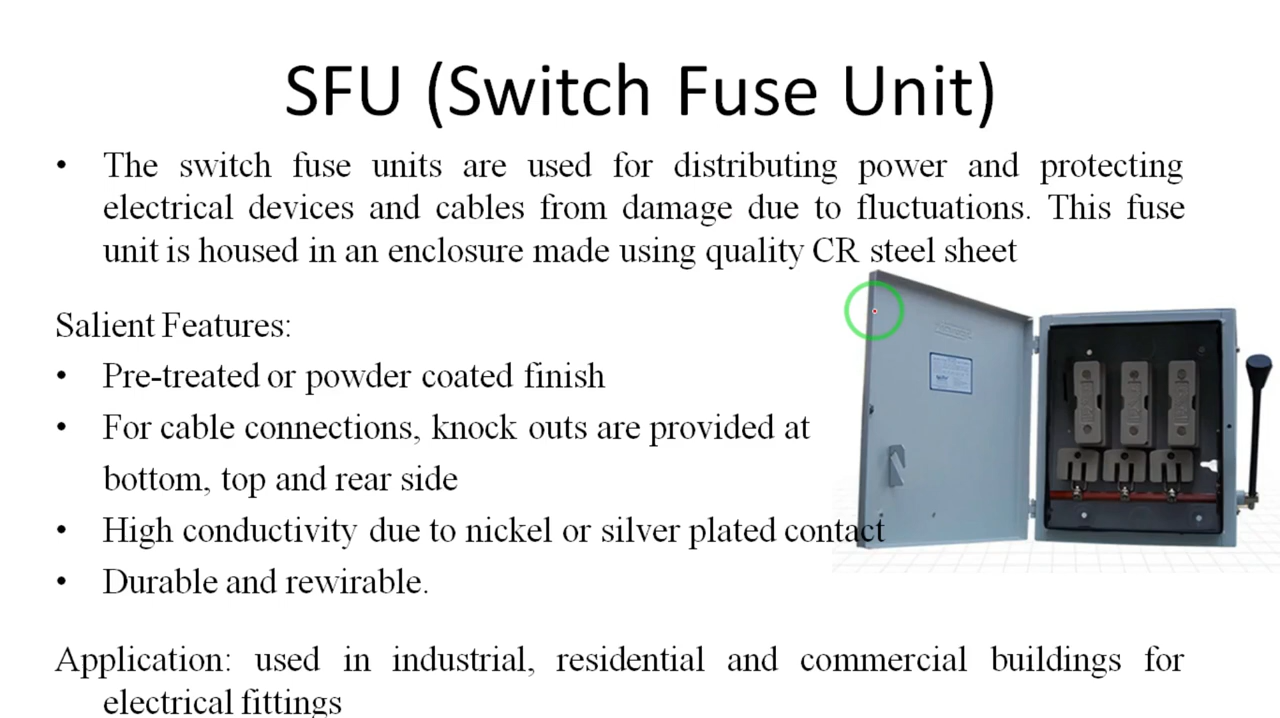 SFU (Switch Fuse Unit)
• The switch fuse units are used for distributing power and protecting
electrical devices and cables from damage due to fluctuations. This fuse
unit is housed in an enclosure made using quality CR steel sheet
Salient Features:
• Pre-treated or powder coated finish
• For cable connections, knock outs are provided at
bottom, top and rear side
• High conductivity due to nickel or silver plated contact
• Durable and rewirable.
Application: used in industrial, residential and commercial buildings for
electrical fittings